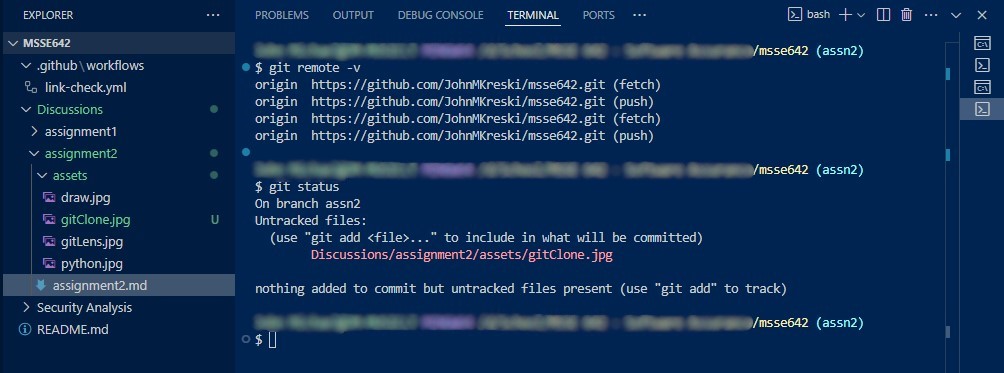 EXPLORER
MSSE642
.github\workflows
link-check.yml
Discussions
assignment1
assignment2
assets
draw.jpg
gitClone.jpg U
gitLens.jpg
python.jpg
assignment2.md
Security Analysis
README.md
PROBLEMS OUTPUT DEBUG CONSOLE TERMINAL PORTS
bash
/msse642 (assn2)
$ git remote -v
origin https://github.com/JohnMKreski/msse642.git (fetch)
origin https://github.com/JohnMKreski/msse642.git (push)
origin https://github.com/JohnMKreski/msse642.git (fetch)
origin https://github.com/JohnMKreski/msse642.git (push)
/msse642 (assn2)
$ git status
On branch assn2
Untracked files:
(use "git add <file>..." to include in what will be committed)
Discussions/assignment2/assets/gitClone.jpg
nothing added to commit but untracked files present (use "git add" to track)
/msse642 (assn2)
$